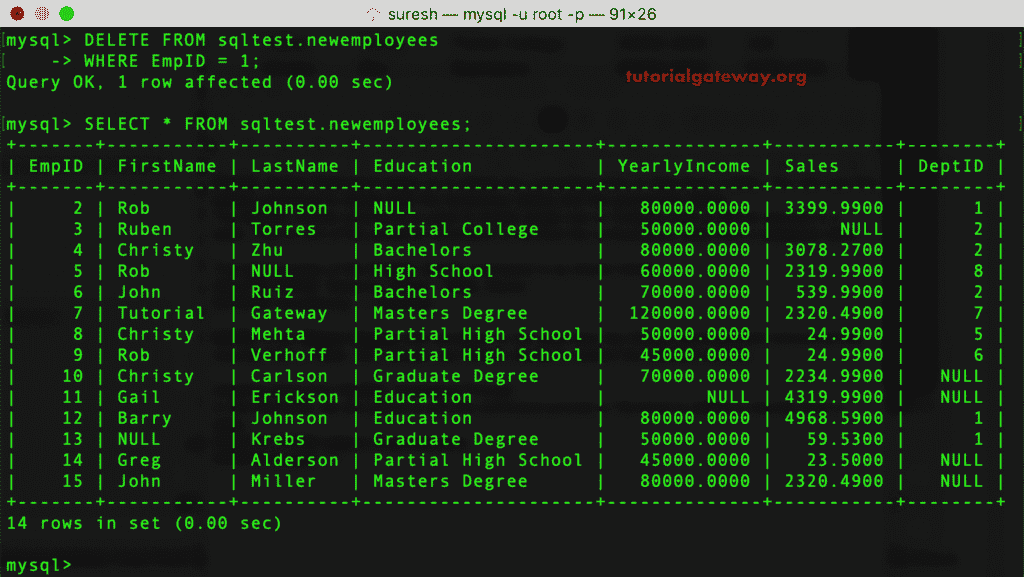 suresh — mysql -u root -p — 91×26
mysql> DELETE FROM sqltest.newemployees
    -> WHERE EmpID = 1;
Query OK, 1 row affected (0.00 sec)
tutorialgateway.org
mysql> SELECT * FROM sqltest.newemployees;
+-------+-----------+----------+---------------------+--------------+-----------+--------+
| EmpID | FirstName | LastName | Education           | YearlyIncome | Sales     | DeptID |
+-------+-----------+----------+---------------------+--------------+-----------+--------+
|     2 | Rob       | Johnson  | NULL                |   80000.0000 | 3399.9900 |      1 |
|     3 | Ruben     | Torres   | Partial College     |   50000.0000 |      NULL |      2 |
|     4 | Christy   | Zhu      | Bachelors           |   80000.0000 | 3078.2700 |      2 |
|     5 | Rob       | NULL     | High School         |   60000.0000 | 2319.9900 |      8 |
|     6 | John      | Ruiz     | Bachelors           |   70000.0000 |  539.9900 |      2 |
|     7 | Tutorial  | Gateway  | Masters Degree      |  120000.0000 | 2320.4900 |      7 |
|     8 | Christy   | Mehta    | Partial High School |   50000.0000 |   24.9900 |      5 |
|     9 | Rob       | Verhoff  | Partial High School |   45000.0000 |   24.9900 |      6 |
|    10 | Christy   | Carlson  | Graduate Degree     |   70000.0000 | 2234.9900 |   NULL |
|    11 | Gail      | Erickson | Education           |         NULL | 4319.9900 |   NULL |
|    12 | Barry     | Johnson  | Education           |   80000.0000 | 4968.5900 |      1 |
|    13 | NULL      | Krebs    | Graduate Degree     |   50000.0000 |   59.5300 |      1 |
|    14 | Greg      | Alderson | Partial High School |   45000.0000 |   23.5000 |   NULL |
|    15 | John      | Miller   | Masters Degree      |   80000.0000 | 2320.4900 |   NULL |
+-------+-----------+----------+---------------------+--------------+-----------+--------+
14 rows in set (0.00 sec)
mysql>